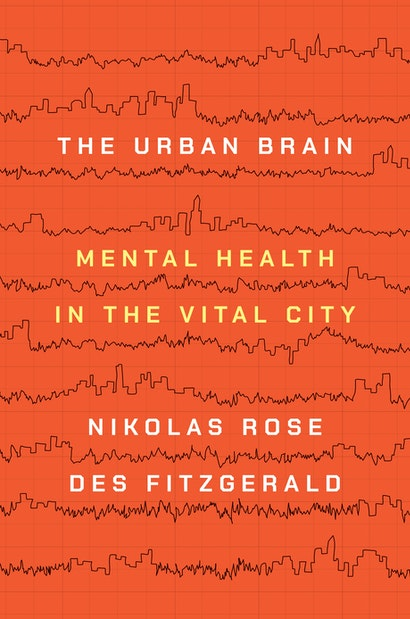 THE URBAN BRAIN
MENTAL HEALTH
IN THE VITAL CITY
NIKOLAS ROSE
DES FITZGERALD